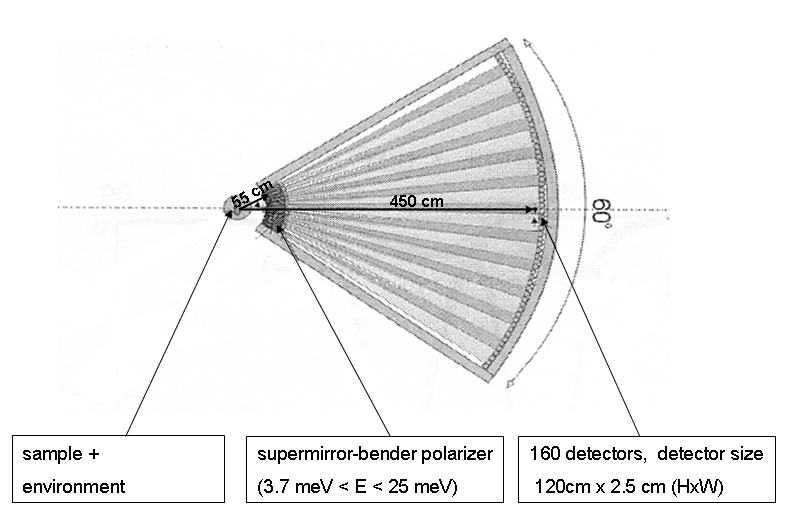 55 cm
450 cm
60°
sample +
environment
supermirror-bender polarizer
(3.7 meV < E < 25 meV)
160 detectors, detector size
120cm x 2.5 cm (HxW)